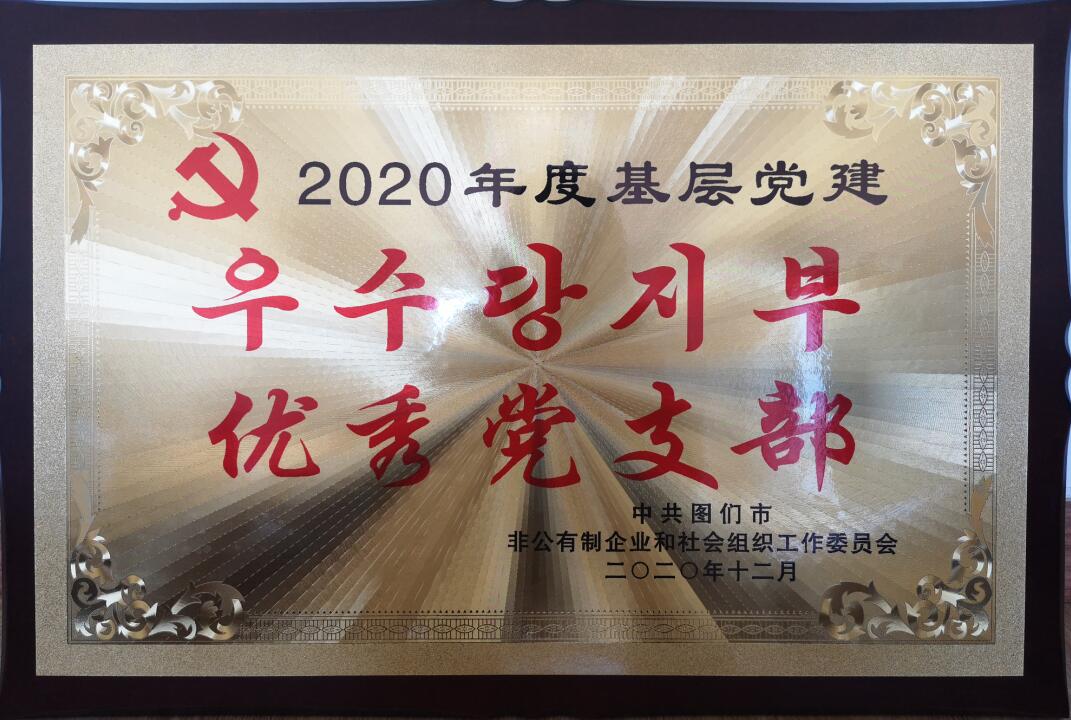 2020年度基层党建
우수당지부
优秀党支部
中共图们市
非公有制企业和社会组织工作委员会
二〇二〇年十二月